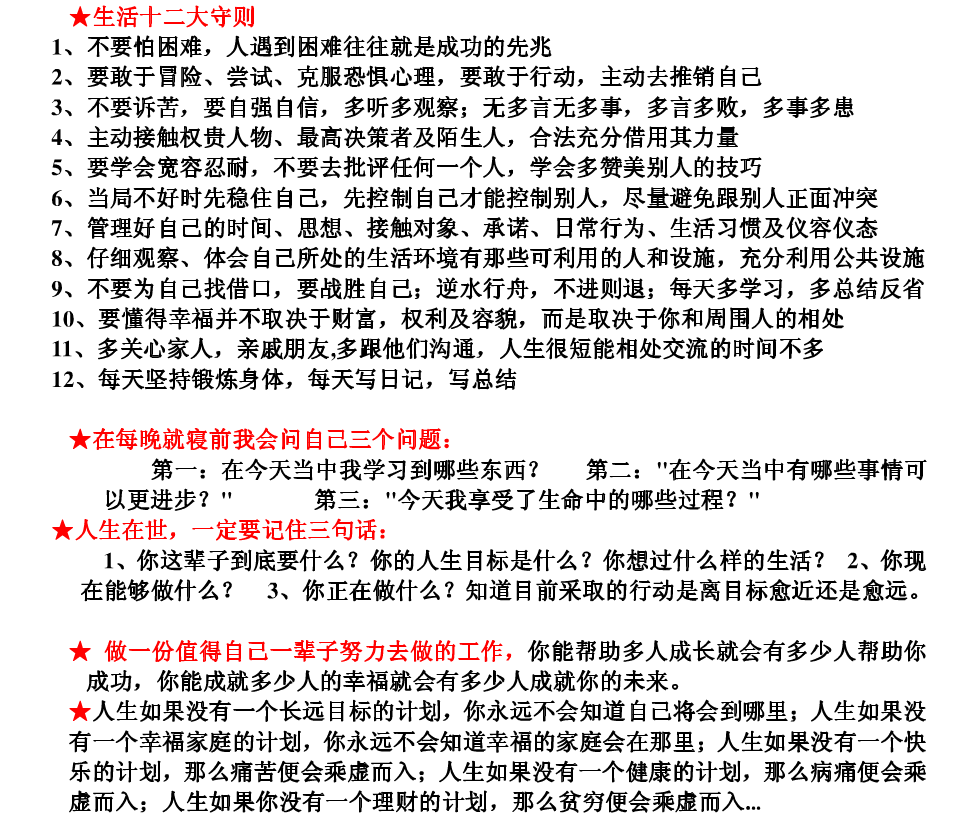 ★生活十二大守则
1、不要怕困难，人遇到困难往往就是成功的先兆
2、要敢于冒险、尝试、克服恐惧心理，要敢于行动，主动去推销自己
3、不要诉苦，要自强自信，多听多观察；无多言无多事，多言多败，多事多患
4、主动接触权贵人物、最高决策者及陌生人，合法充分借用其力量
5、要学会宽容忍耐，不要去批评任何一个人，学会多赞美别人的技巧
6、当局不好时先稳住自己，先控制自己才能控制别人，尽量避免跟别人正面冲突
7、管理好自己的时间、思想、接触对象、承诺、日常行为、生活习惯及仪容仪态
8、仔细观察、体会自己所处的生活环境有那些可利用的人和设施，充分利用公共设施
9、不要为自己找借口，要战胜自己；逆水行舟，不进则退；每天多学习，多总结反省
10、要懂得幸福并不取决于财富，权利及容貌，而是取决于你和周围人的相处
11、多关心家人，亲戚朋友,多跟他们沟通，人生很短能相处交流的时间不多
12、每天坚持锻炼身体，每天写日记，写总结
★在每晚就寝前我会问自己三个问题：
第一：在今天当中我学习到哪些东西？ 第二："在今天当中有哪些事情可
以更进步？" 第三："今天我享受了生命中的哪些过程？"
★人生在世，一定要记住三句话：
1、你这辈子到底要什么？你的人生目标是什么？你想过什么样的生活？ 2、你现
在能够做什么？ 3、你正在做什么？知道目前采取的行动是离目标愈近还是愈远。
★ 做一份值得自己一辈子努力去做的工作，你能帮助多人成长就会有多少人帮助你
成功，你能成就多少人的幸福就会有多少人成就你的未来。
★人生如果没有一个长远目标的计划，你永远不会知道自己将会到哪里；人生如果没
有一个幸福家庭的计划，你永远不会知道幸福的家庭会在那里；人生如果没有一个快
乐的计划，那么痛苦便会乘虚而入；人生如果没有一个健康的计划，那么病痛便会乘
虚而入；人生如果你没有一个理财的计划，那么贫穷便会乘虚而入...